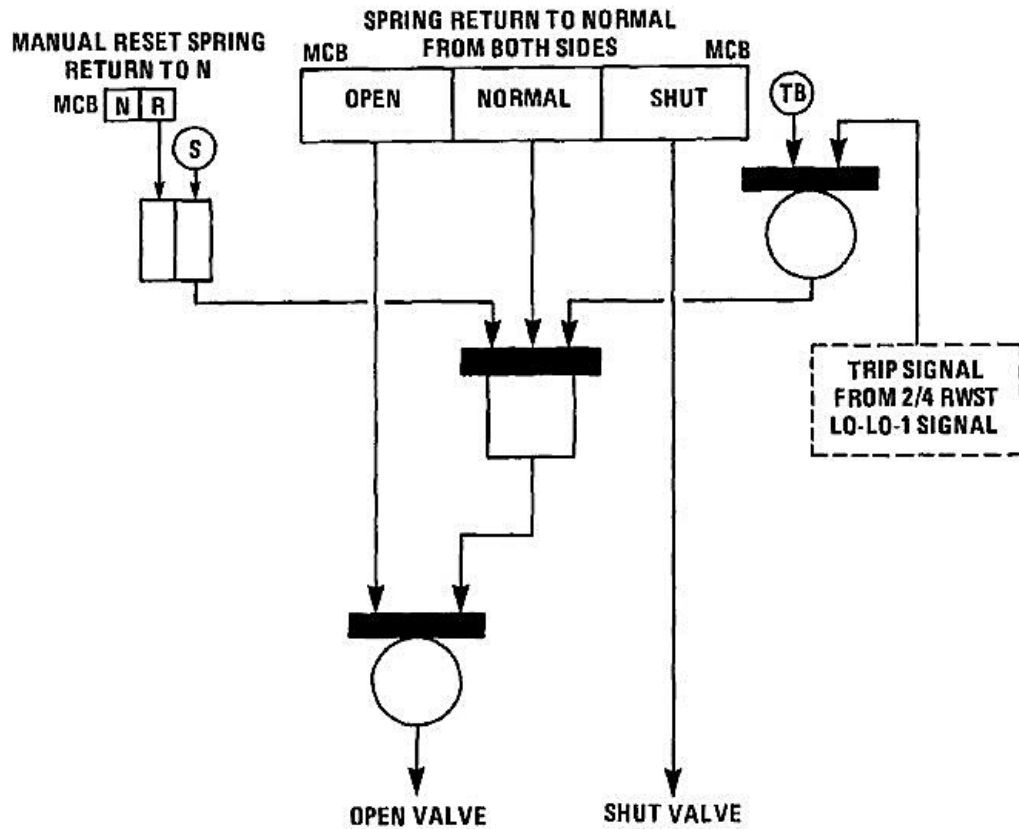 SPRING RETURN TO NORMAL
FROM BOTH SIDES
MANUAL RESET SPRING
RETURN TO N
MCB N R
S
MCB
MCB
OPEN NORMAL SHUT
TB
TRIP SIGNAL
FROM 2/4 RWST
LO-LO-1 SIGNAL
OPEN VALVE
SHUT VALVE